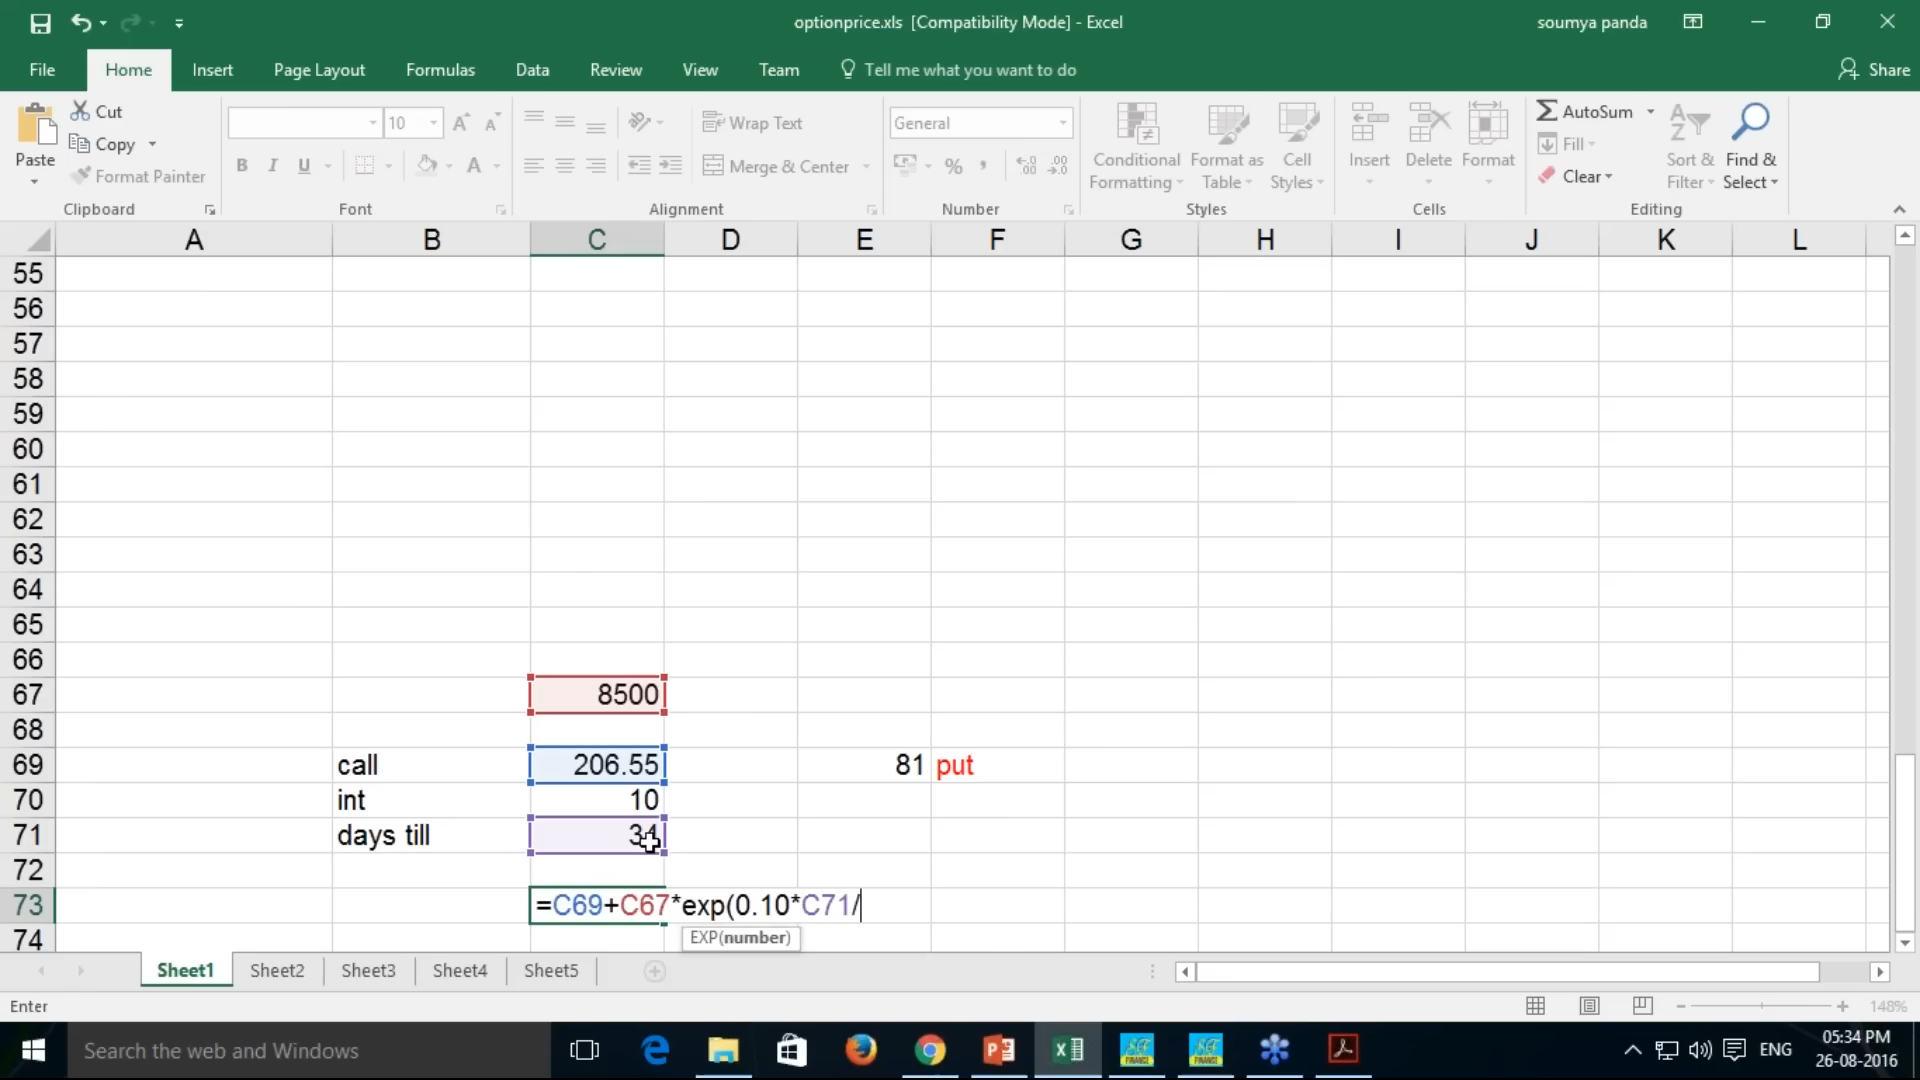 optionprice.xls [Compatibility Mode] - Excel
soumya panda
File Home Insert Page Layout Formulas Data Review View Team Tell me what you want to do Share
Paste
Cut
Copy
Format Painter
Clipboard
10
B I U
A
Font
Wrap Text
Merge & Center
Alignment
General
%
Number
Conditional Formatting
Format as Table
Cell Styles
Styles
Insert Delete Format
Cells
AutoSum
Fill
Clear
Sort & Filter
Find & Select
Editing
A B C D E F G H I J K L
55
56
57
58
59
60
61
62
63
64
65
66
67 8500
68
69 call 206.55 81 put
70 int 10
71 days till 34
72
73 =C69+C67*exp(0.10*C71/
EXP(number)
74
Sheet1 Sheet2 Sheet3 Sheet4 Sheet5
Enter
148%
Search the web and Windows
ENG
05:34 PM
26-08-2016